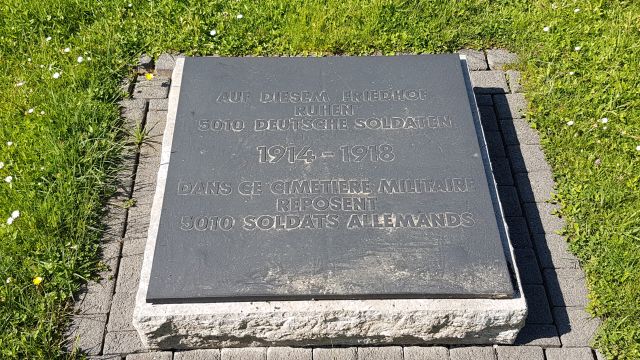 AUF DIESEM FRIEDHOF
RUHEN
5010 DEUTSCHE SOLDATEN
1914 - 1918
DANS CE CIMETIÈRE MILITAIRE
REPOSENT
5010 SOLDATS ALLEMANDS